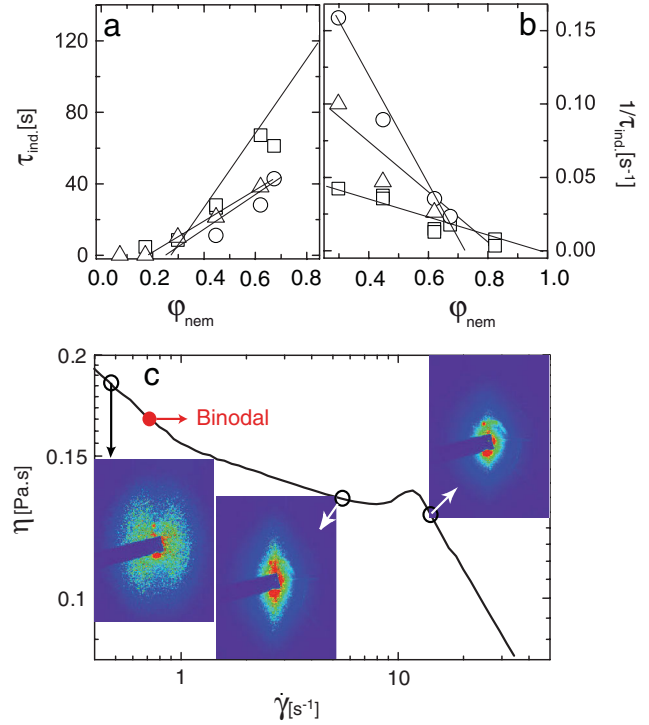 a
b
120
80
40
0
τind.[s]
0.0 0.2 0.4 0.6 0.8
φnem
0.15
0.10
0.05
0.00
1/τind.[s-1]
0.4 0.6 0.8 1.0
φnem
c
0.2
0.15
0.1
η[Pa.s]
Binodal
1 10
γ̇[s-1]